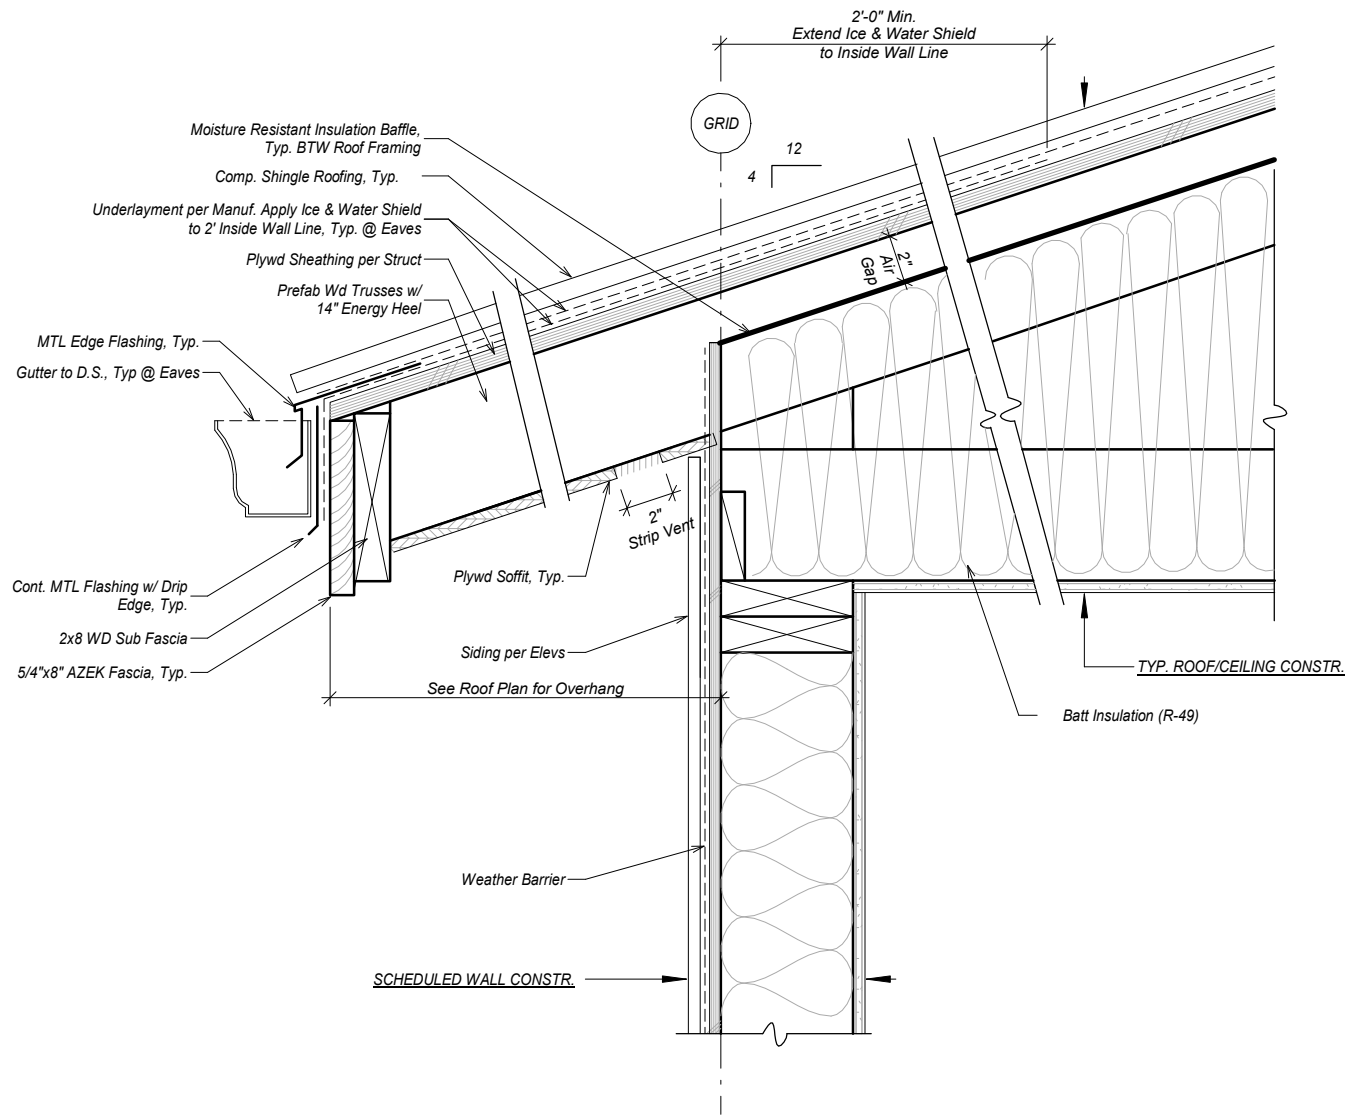 2'-0" Min.
Extend Ice & Water Shield
to Inside Wall Line
GRID
12
4
Moisture Resistant Insulation Baffle,
Typ. BTW Roof Framing
Comp. Shingle Roofing, Typ.
Underlayment per Manuf. Apply Ice & Water Shield
to 2' Inside Wall Line, Typ. @ Eaves
Plywd Sheathing per Struct
Prefab Wd Trusses w/
14" Energy Heel
2"
Air
Gap
MTL Edge Flashing, Typ.
Gutter to D.S., Typ @ Eaves
2"
Strip Vent
Plywd Soffit, Typ.
Cont. MTL Flashing w/ Drip
Edge, Typ.
2x8 WD Sub Fascia
5/4"x8" AZEK Fascia, Typ.
Siding per Elevs
See Roof Plan for Overhang
TYP. ROOF/CEILING CONSTR.
Batt Insulation (R-49)
Weather Barrier
SCHEDULED WALL CONSTR.